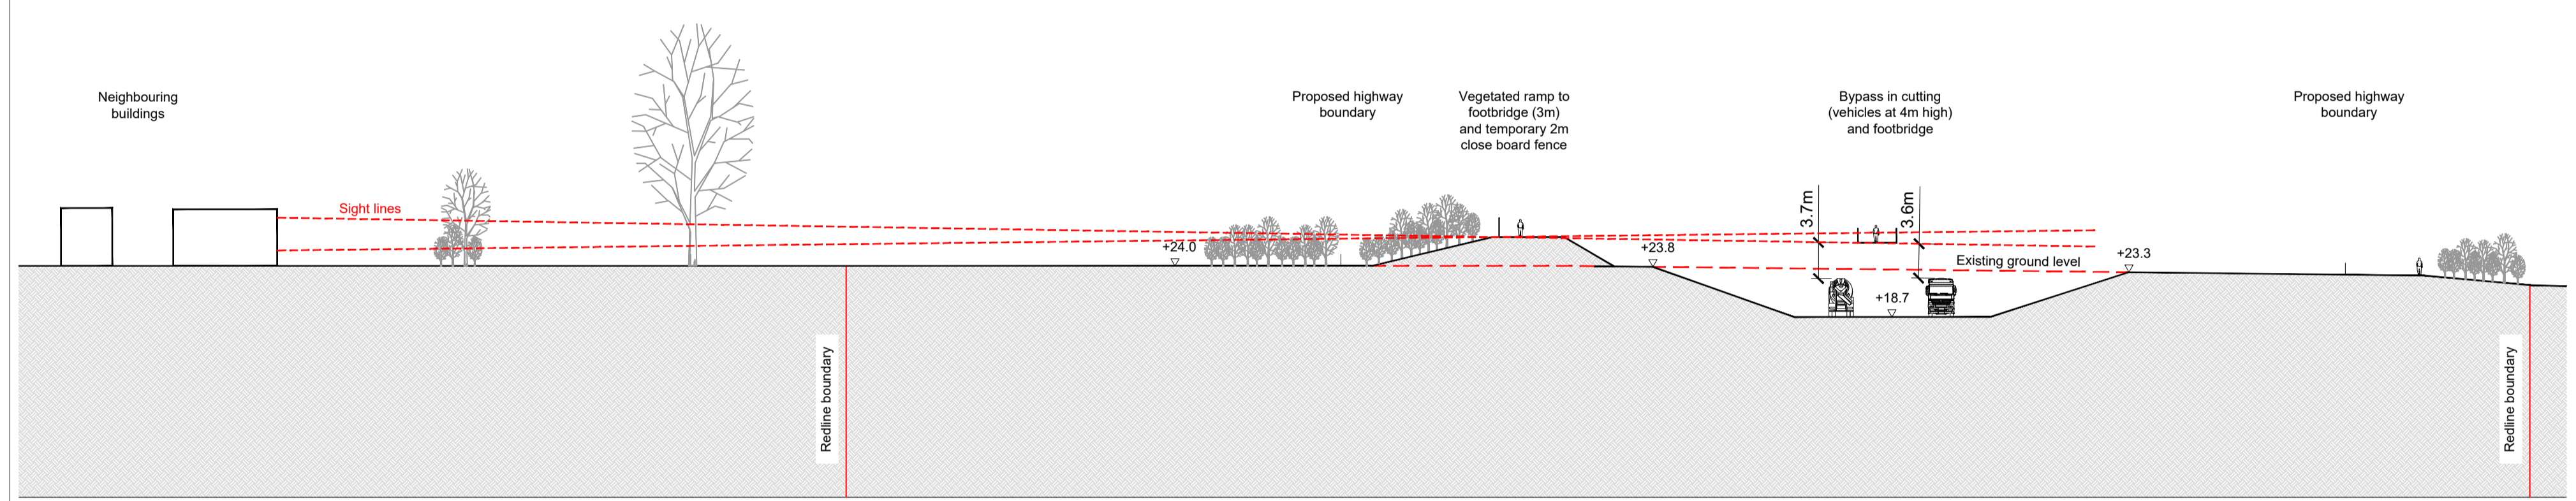 Neighbouring
buildings
Sight lines
Proposed highway
boundary
Vegetated ramp to
footbridge (3m)
and temporary 2m
close board fence
Bypass in cutting
(vehicles at 4m high)
and footbridge
Proposed highway
boundary
3.7m
3.6m
+24.0
+23.8
Existing ground level
+23.3
+18.7
Redline boundary
Redline boundary